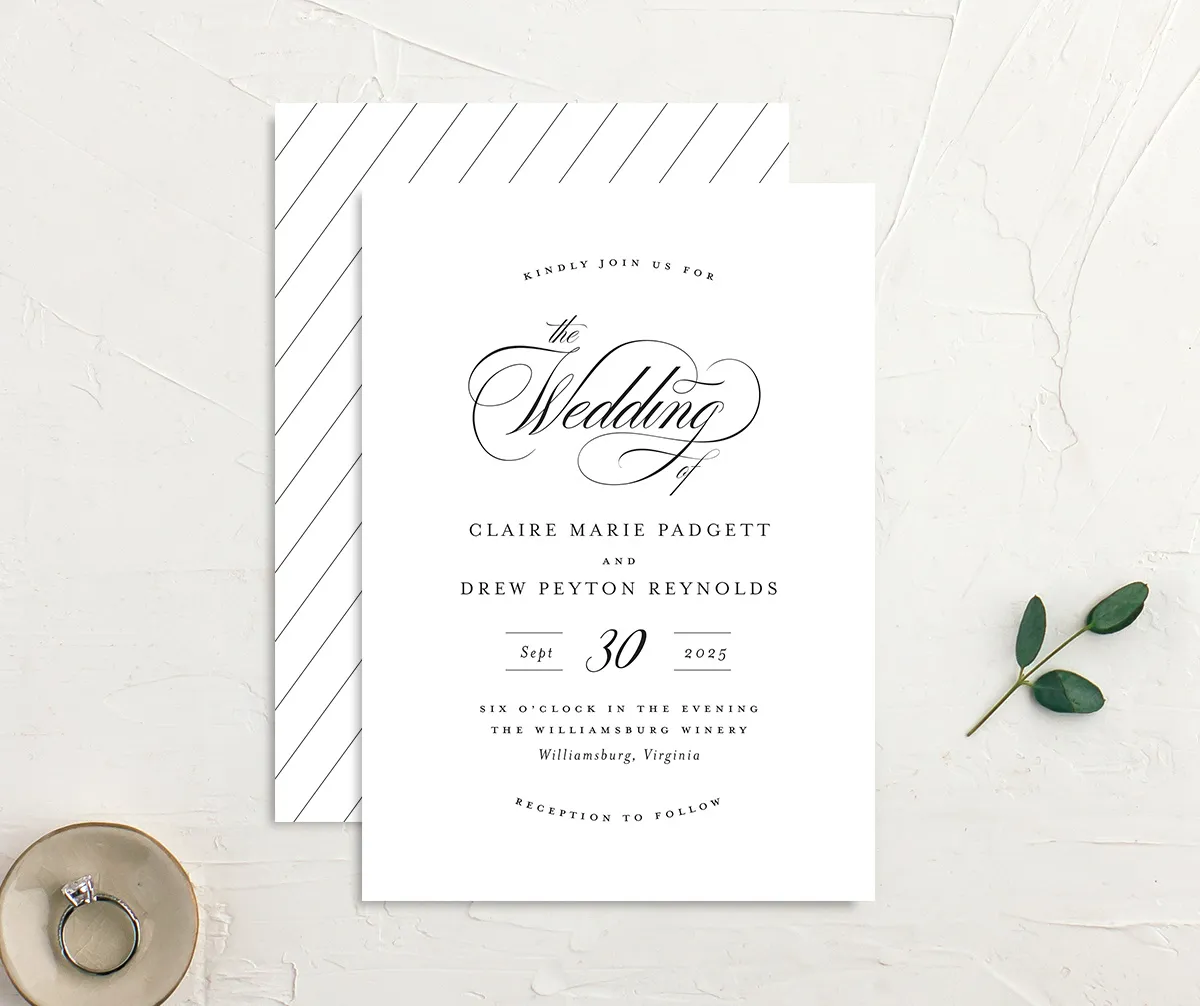 KINDLY JOIN US FOR
the
Wedding
of
CLAIRE MARIE PADGETT
AND
DREW PEYTON REYNOLDS
Sept 30 2025
SIX O’CLOCK IN THE EVENING
THE WILLIAMSBURG WINERY
Williamsburg, Virginia
RECEPTION TO FOLLOW